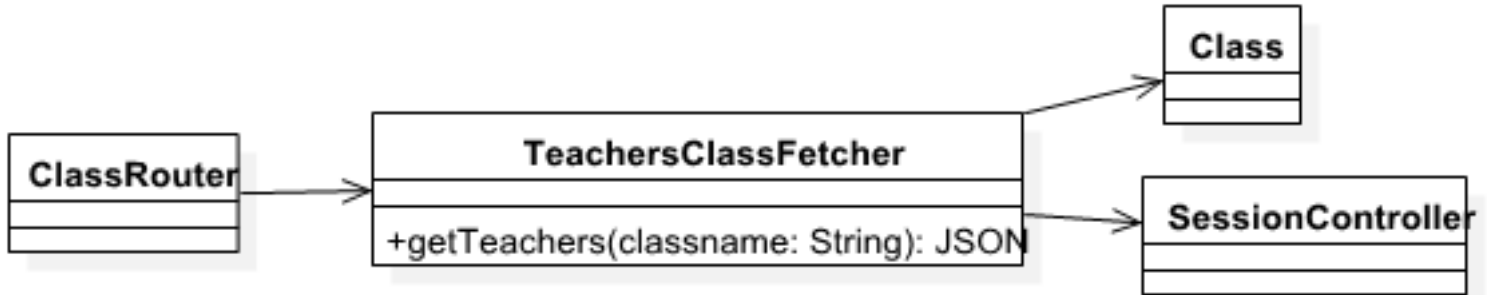 Class
ClassRouter
TeachersClassFetcher
+getTeachers(classname: String): JSON
SessionController